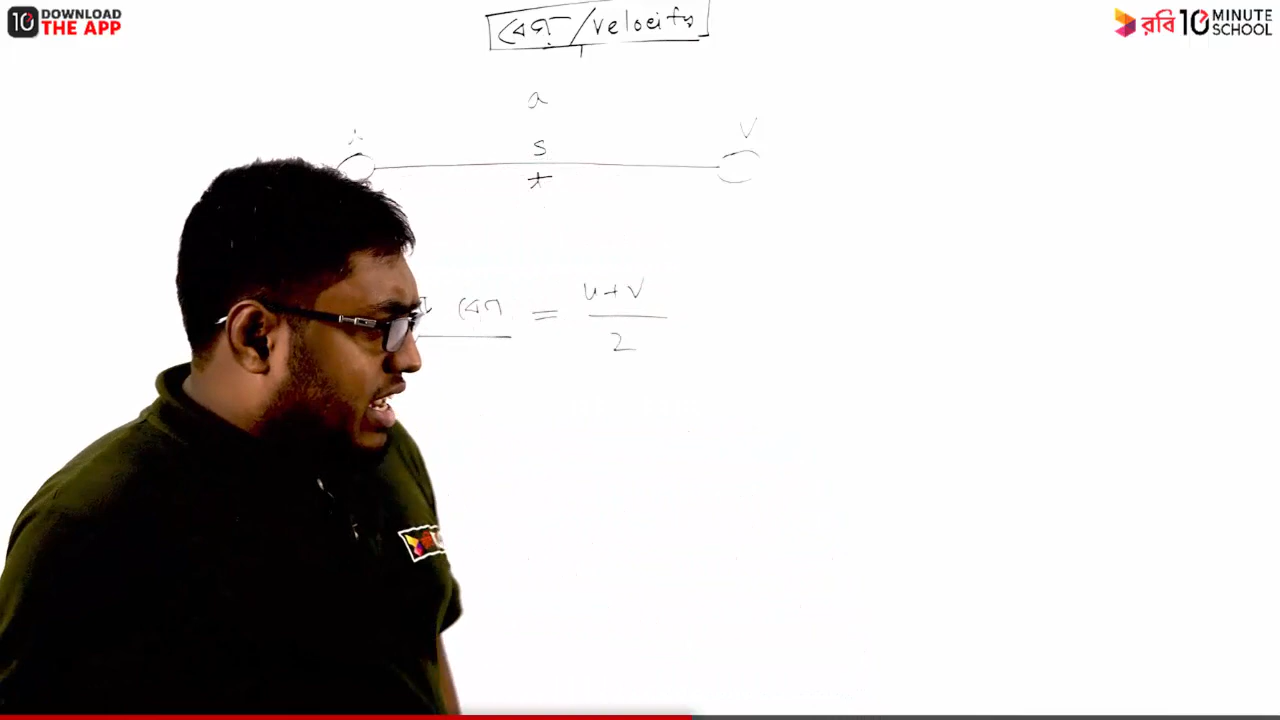 10 DOWNLOAD THE APP
রবি 10 MINUTE SCHOOL
বেগ / velocity
a
V
s
t
বেগ = u+v
2